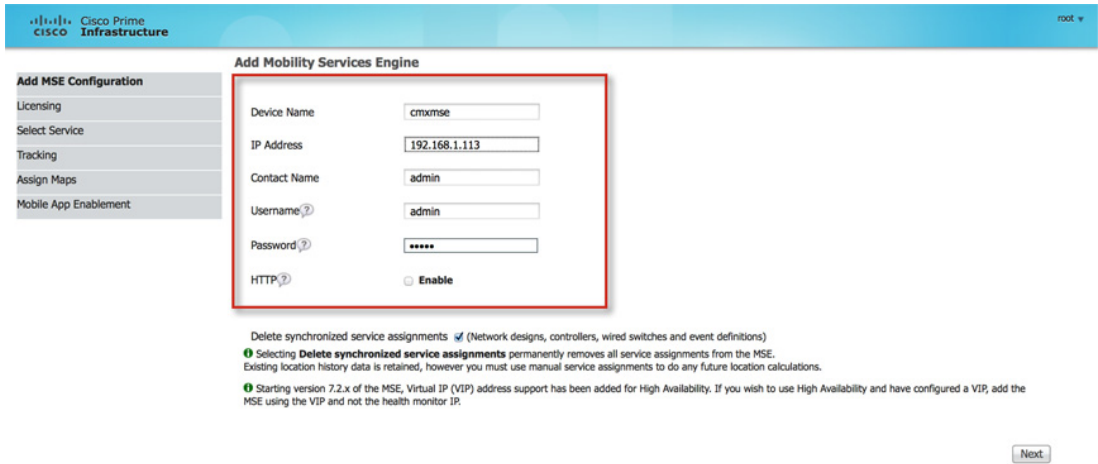 Cisco Prime
CISCO Infrastructure
root
Add Mobility Services Engine
Add MSE Configuration
Licensing
Select Service
Tracking
Assign Maps
Mobile App Enablement
Device Name cmxmse
IP Address 192.168.1.113
Contact Name admin
Username ? admin
Password ? •••••
HTTP ? Enable
Delete synchronized service assignments (Network designs, controllers, wired switches and event definitions)
Selecting Delete synchronized service assignments permanently removes all service assignments from the MSE.
Existing location history data is retained, however you must use manual service assignments to do any future location calculations.
Starting version 7.2.x of the MSE, Virtual IP (VIP) address support has been added for High Availability. If you wish to use High Availability and have configured a VIP, add the
MSE using the VIP and not the health monitor IP.
Next